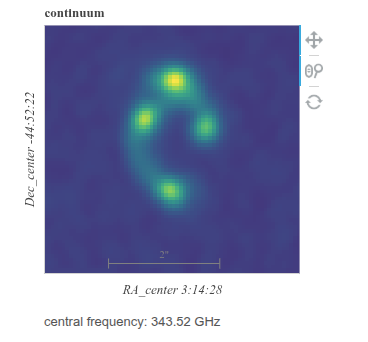 continuum
Dec_center -44:52:22
2"
RA_center 3:14:28
central frequency: 343.52 GHz